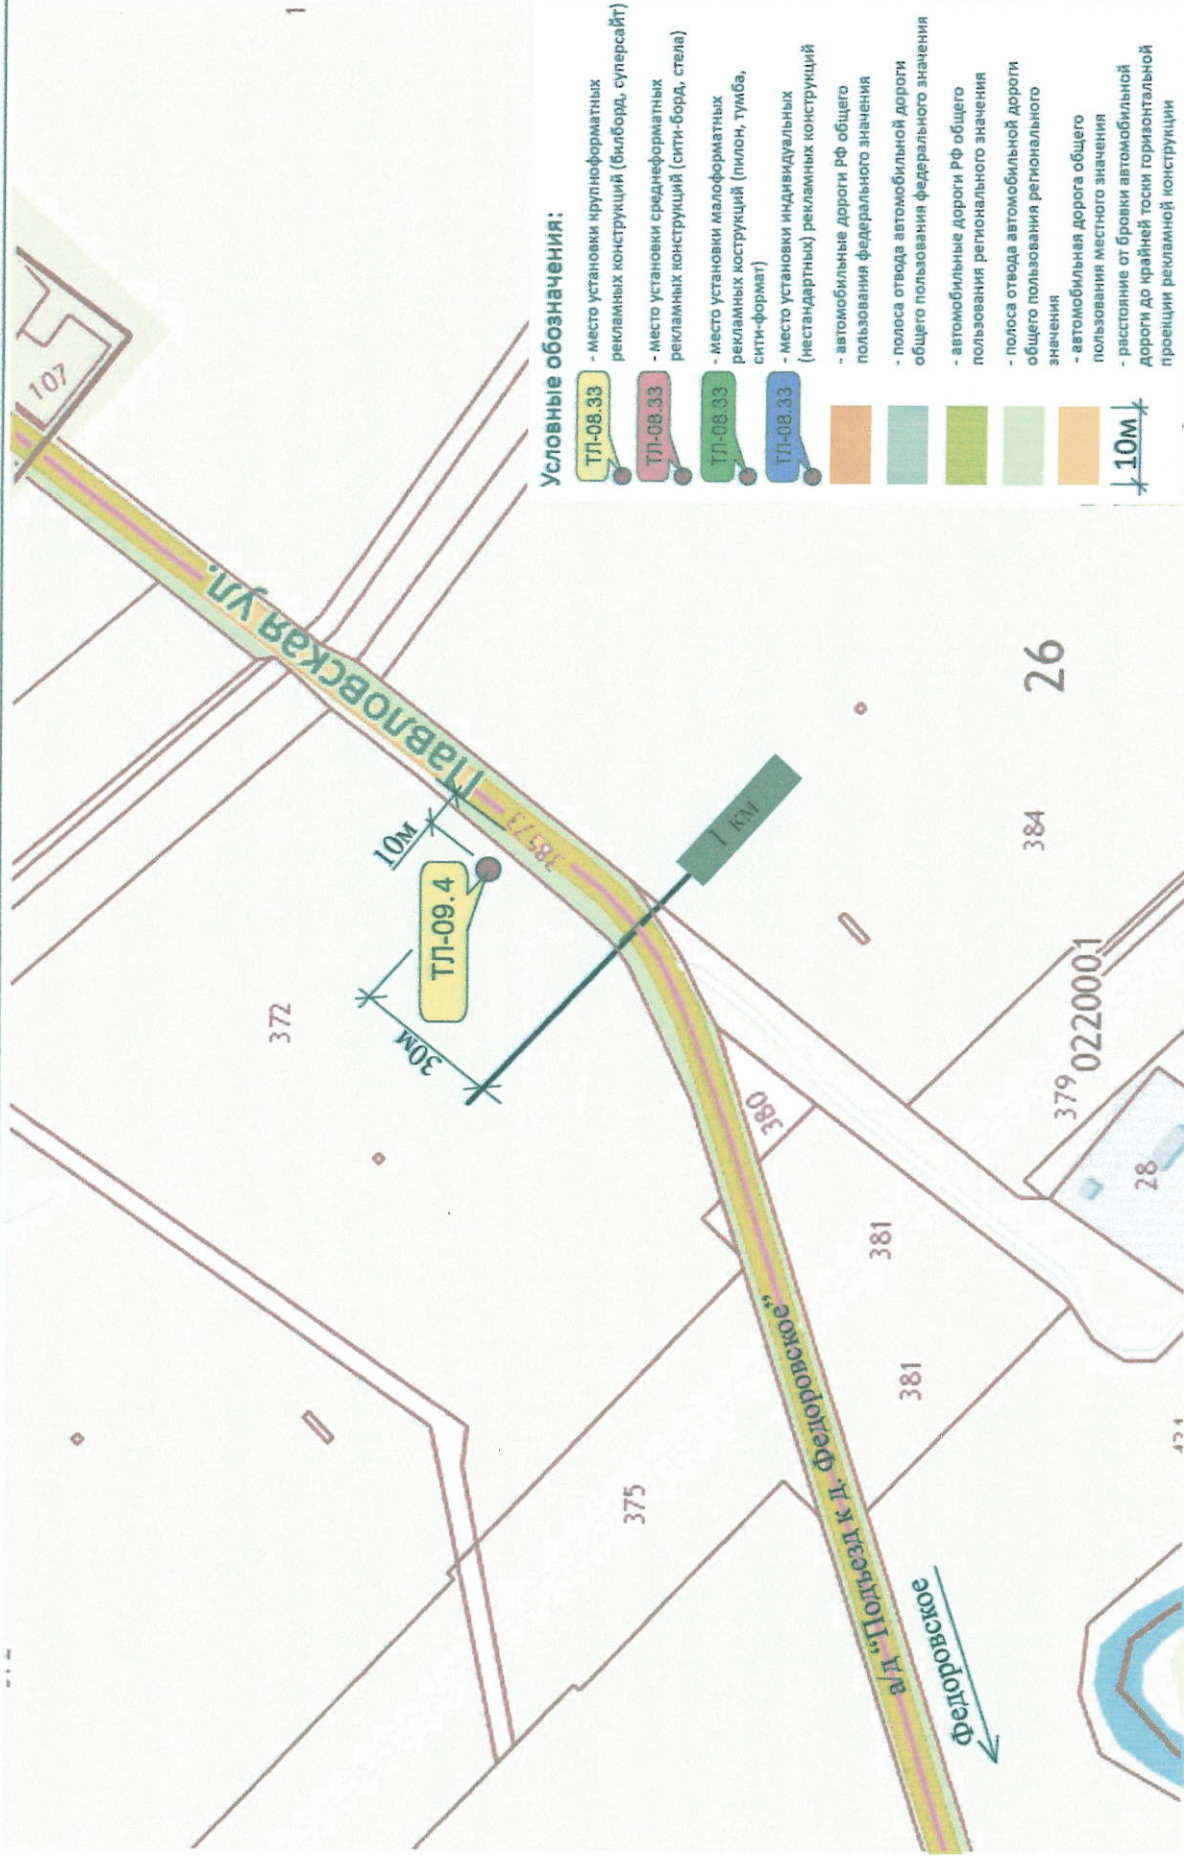 1
107
Павловская ул.
38573
10м
ТЛ-09.4
30м
1 км
372
26
384
0220001
379
380
28
381
381
375
а/д "Подъезд к д. Федоровское"
Федоровское
Условные обозначения:
ТЛ-08.33
- место установки крупноформатных
рекламных конструкций (билборд, суперсайт)
ТЛ-08.33
- место установки среднеформатных
рекламных конструкций (сити-борд, стела)
ТЛ-08.33
- место установки малоформатных
рекламных кострукций (пилон, тумба,
сити-формат)
ТЛ-08.33
- место установки индивидуальных
(нестандартных) рекламных конструкций
- автомобильные дороги РФ общего
пользования федерального значения
- полоса отвода автомобильной дороги
общего пользования федерального значения
- автомобильные дороги РФ общего
пользования регионального значения
- полоса отвода автомобильной дороги
общего пользования регионального
значения
- автомобильная дорога общего
пользования местного значения
10м
- расстояние от бровки автомобильной
дороги до крайней тоски горизонтальной
проекции рекламной конструкции